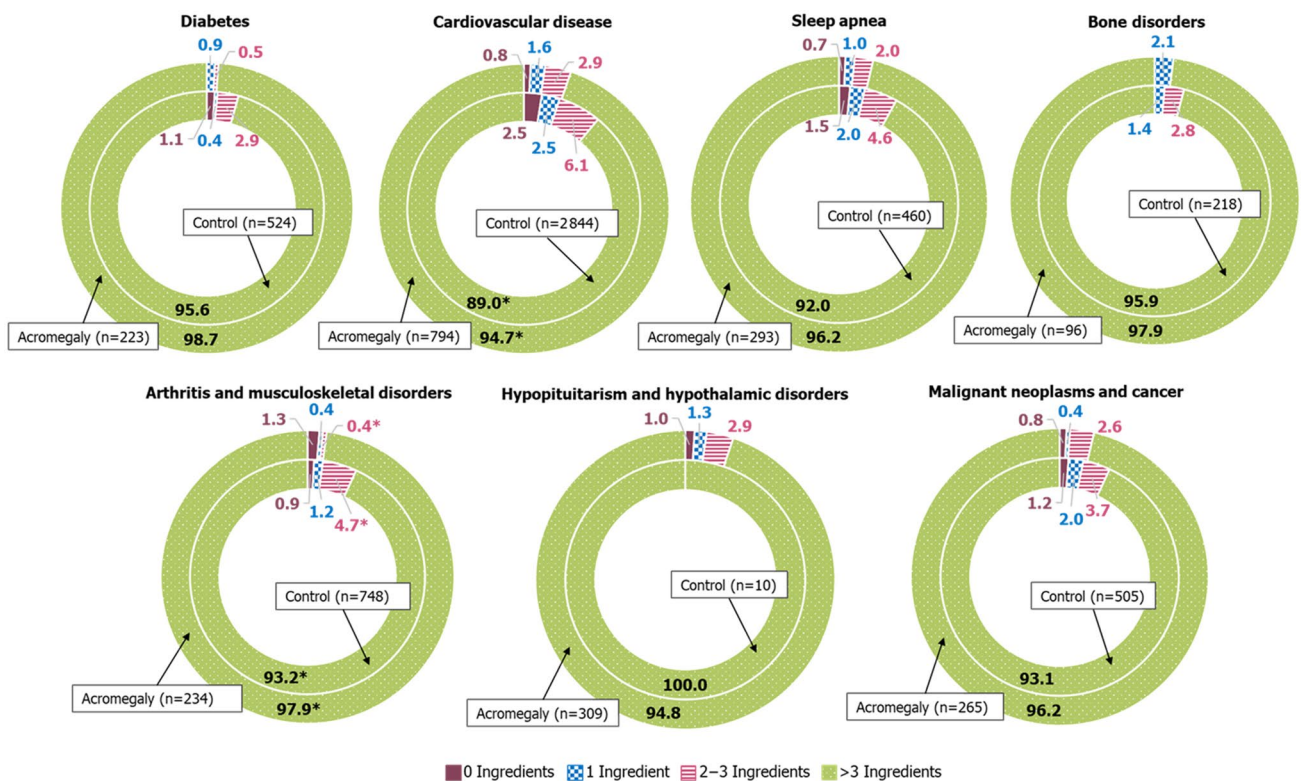 Diabetes
0.9
0.5
1.1
0.4
2.9
Control (n=524)
95.6
Acromegaly (n=223)
98.7
Cardiovascular disease
1.6
0.8
2.9
2.5
2.5
6.1
Control (n=2844)
89.0*
Acromegaly (n=794)
94.7*
Sleep apnea
0.7
1.0
2.0
1.5
2.0
4.6
Control (n=460)
92.0
Acromegaly (n=293)
96.2
Bone disorders
2.1
1.4
2.8
Control (n=218)
95.9
Acromegaly (n=96)
97.9
Arthritis and musculoskeletal disorders
1.3
0.4
0.4*
0.9
1.2
4.7*
Control (n=748)
93.2*
Acromegaly (n=234)
97.9*
Hypopituitarism and hypothalamic disorders
1.0
1.3
2.9
Control (n=10)
100.0
Acromegaly (n=309)
94.8
Malignant neoplasms and cancer
0.8
0.4
2.6
1.2
2.0
3.7
Control (n=505)
93.1
Acromegaly (n=265)
96.2
0 Ingredients 1 Ingredient 2–3 Ingredients >3 Ingredients